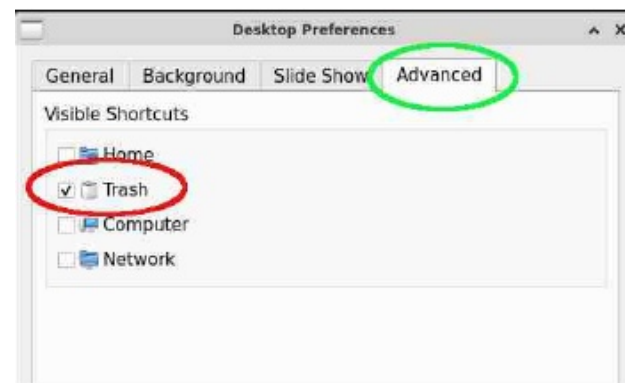 Desktop Preferences
General Background Slide Show Advanced
Visible Shortcuts
Home
Trash
Computer
Network